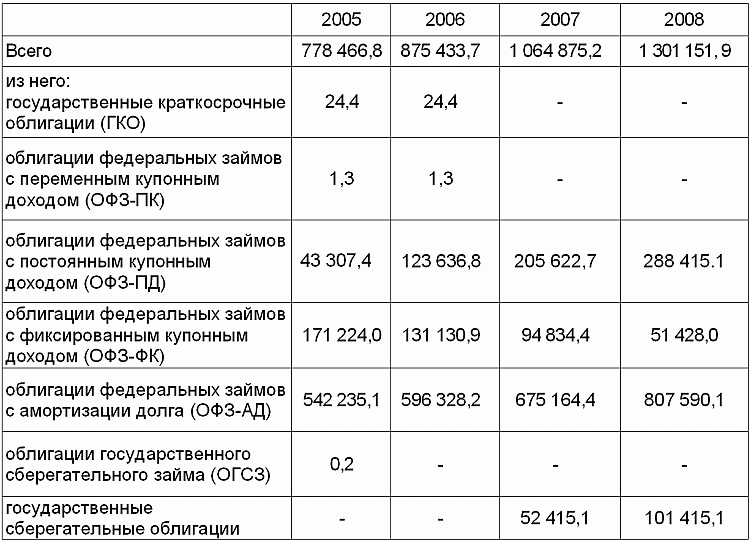 2005 2006 2007 2008
Всего 778 466,8 875 433,7 1 064 875,2 1 301 151, 9
из него:
государственные краткосрочные
облигации (ГКО) 24,4 24,4 - -
облигации федеральных займов
с переменным купонным
доходом (ОФЗ-ПК) 1,3 1,3 - -
облигации федеральных займов
с постоянным купонным
доходом (ОФЗ-ПД) 43 307,4 123 636,8 205 622,7 288 415.1
облигации федеральных займов
с фиксированным купонным
доходом (ОФЗ-ФК) 171 224,0 131 130,9 94 834,4 51 428,0
облигации федеральных займов
с амортизации долга (ОФЗ-АД) 542 235,1 596 328,2 675 164,4 807 590,1
облигации государственного
сберегательного займа (ОГСЗ) 0,2 - - -
государственные
сберегательные облигации - - 52 415,1 101 415,1